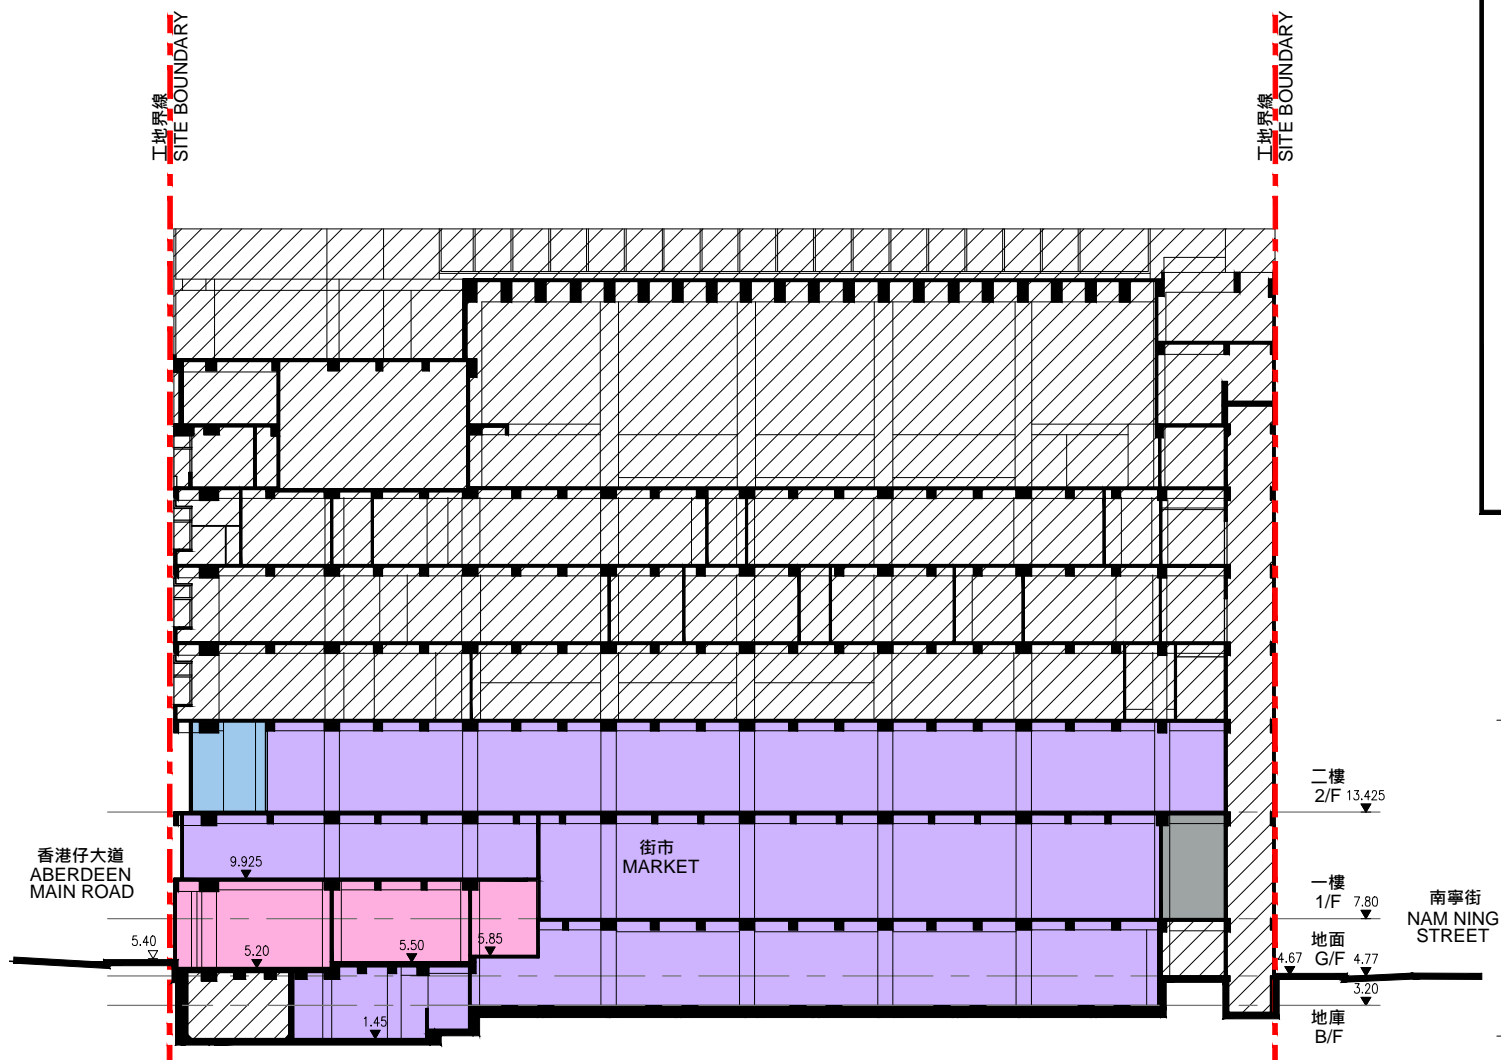 工地界線
SITE BOUNDARY
工地界線
SITE BOUNDARY
二樓
2/F 13.425
香港仔大道
ABERDEEN
MAIN ROAD
9.925
街市
MARKET
一樓
1/F 7.80
南寧街
NAM NING
STREET
5.40
5.20
5.50
5.85
地面
G/F 4.77
4.67
3.20
1.45
地庫
B/F